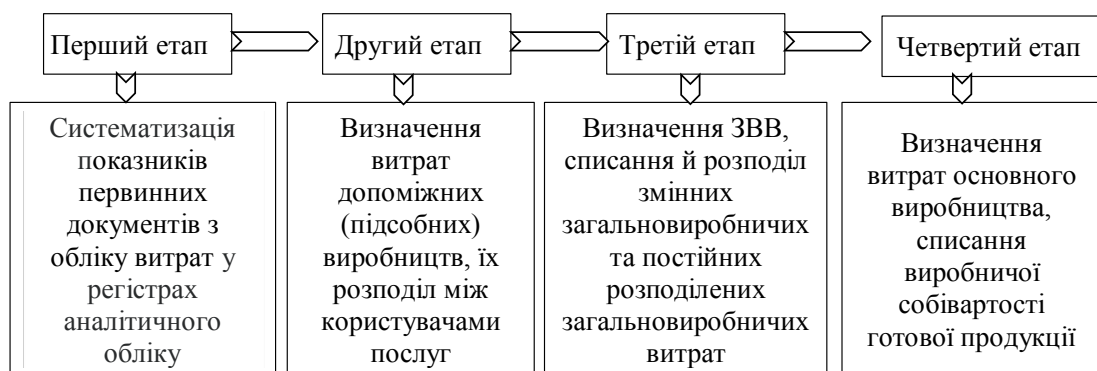 Перший етап
Другий етап
Третій етап
Четвертий етап
Систематизація
показників
первинних
документів з
обліку витрат у
регістрах
аналітичного
обліку
Визначення
витрат
допоміжних
(підсобних)
виробництв, їх
розподіл між
користувачами
послуг
Визначення ЗВВ,
списання й розподіл
змінних
загальновиробничих
та постійних
розподілених
загальновиробничих
витрат
Визначення
витрат основного
виробництва,
списання
виробничої
собівартості
готової продукції